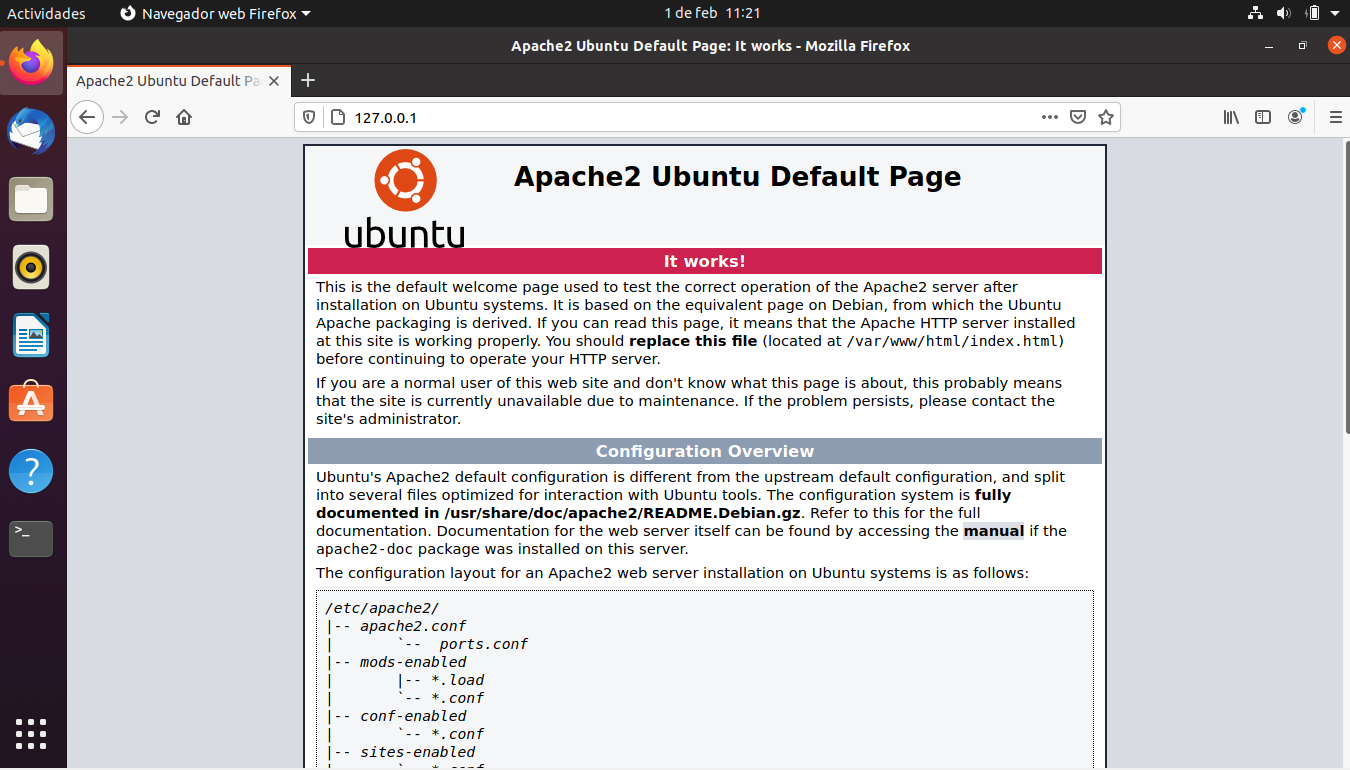 Actividades
Navegador web Firefox
1 de feb 11:21
Apache2 Ubuntu Default Page: It works - Mozilla Firefox
Apache2 Ubuntu Default Pa
127.0.0.1
ubuntu
Apache2 Ubuntu Default Page
It works!
This is the default welcome page used to test the correct operation of the Apache2 server after
installation on Ubuntu systems. It is based on the equivalent page on Debian, from which the Ubuntu
Apache packaging is derived. If you can read this page, it means that the Apache HTTP server installed
at this site is working properly. You should replace this file (located at /var/www/html/index.html)
before continuing to operate your HTTP server.
If you are a normal user of this web site and don't know what this page is about, this probably means
that the site is currently unavailable due to maintenance. If the problem persists, please contact the
site's administrator.
Configuration Overview
Ubuntu's Apache2 default configuration is different from the upstream default configuration, and split
into several files optimized for interaction with Ubuntu tools. The configuration system is fully
documented in /usr/share/doc/apache2/README.Debian.gz. Refer to this for the full
documentation. Documentation for the web server itself can be found by accessing the manual if the
apache2-doc package was installed on this server.
The configuration layout for an Apache2 web server installation on Ubuntu systems is as follows:
/etc/apache2/
|-- apache2.conf
|       `--  ports.conf
|-- mods-enabled
|       |-- *.load
|       `-- *.conf
|-- conf-enabled
|       `-- *.conf
|-- sites-enabled
|       `-- *.conf